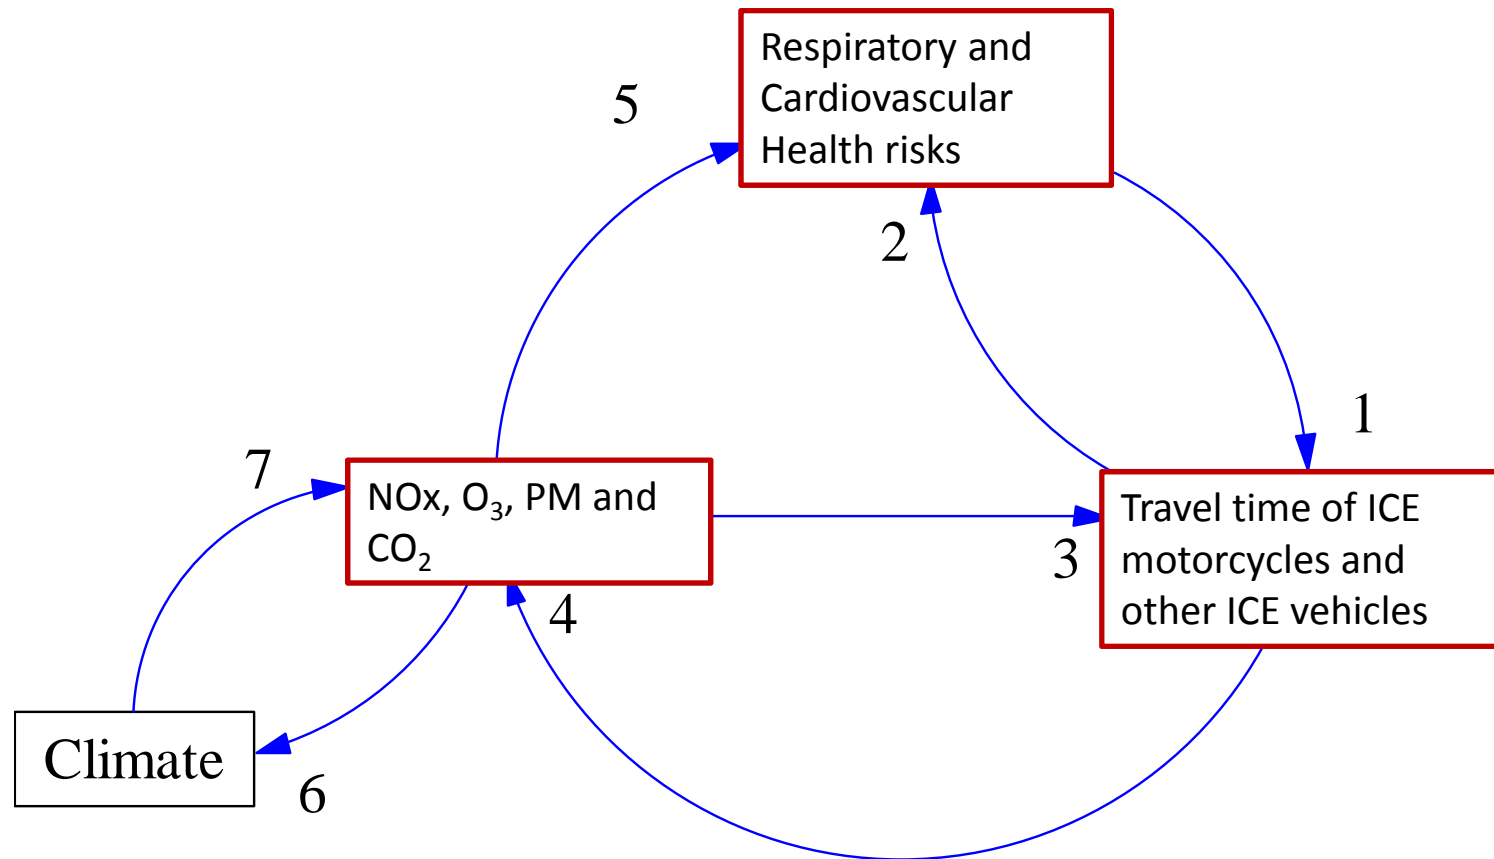 Respiratory and
Cardiovascular
Health risks
5
2
1
7
NOx, O₃, PM and
CO₂
Travel time of ICE
motorcycles and
other ICE vehicles
3
4
Climate
6